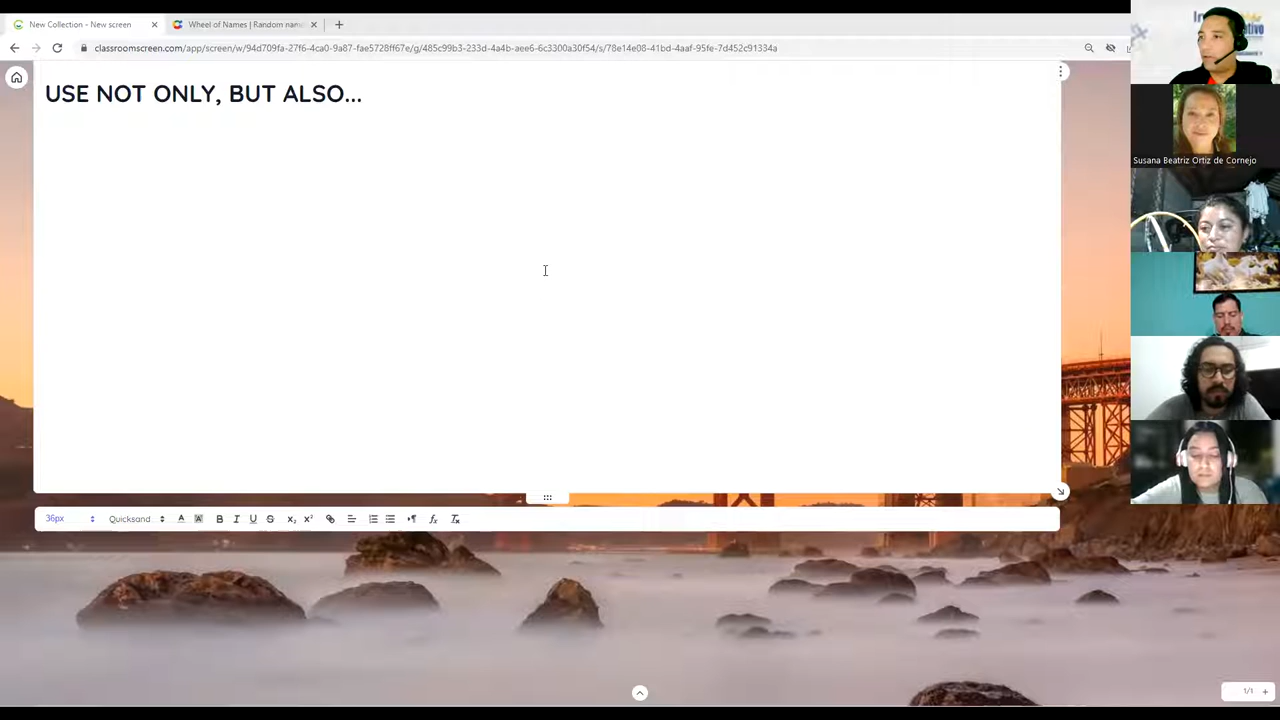 New Collection - New screen
Wheel of Names | Random nam
classroomscreen.com/app/screen/w/94d709fa-27f6-4ca0-9a87-fae5728ff67e/g/485c99b3-233d-4a4b-aee6-6c3300a30f54/s/78e14e08-41bd-4aaf-95fe-7d452c91334a
USE NOT ONLY, BUT ALSO...
Susana Beatriz Ortiz de Cornejo
36px
Quicksand
1/1